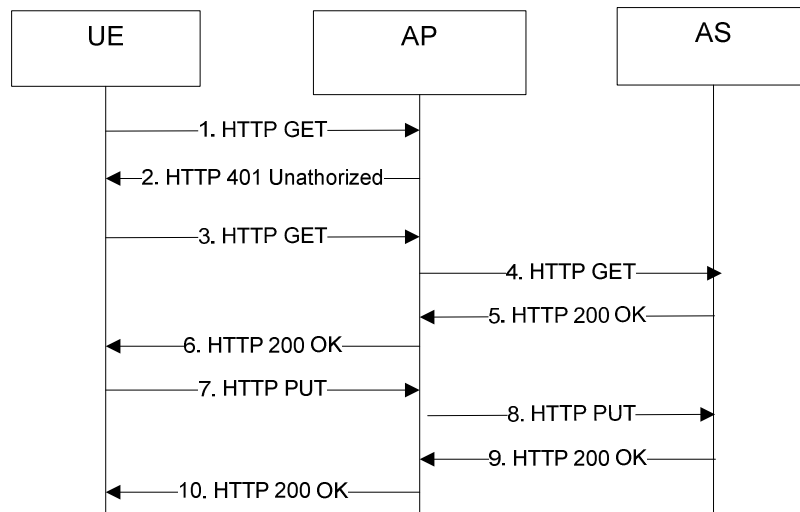 UE
AP
AS
1. HTTP GET
2. HTTP 401 Unathorized
3. HTTP GET
4. HTTP GET
5. HTTP 200 OK
6. HTTP 200 OK
7. HTTP PUT
8. HTTP PUT
9. HTTP 200 OK
10. HTTP 200 OK